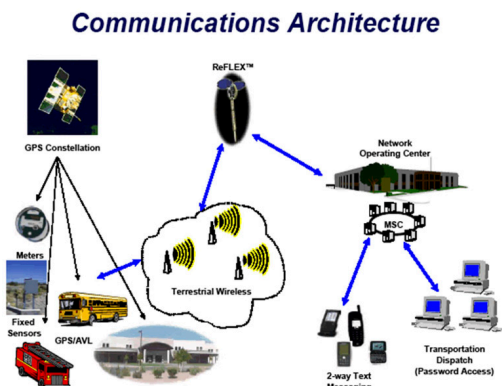 Communications Architecture
ReFLEX™
GPS Constellation
Network
Operating Center
MSC
Meters
Terrestrial Wireless
Fixed
Sensors
GPS/AVL
Transportation
Dispatch
(Password Access)
2-way Text